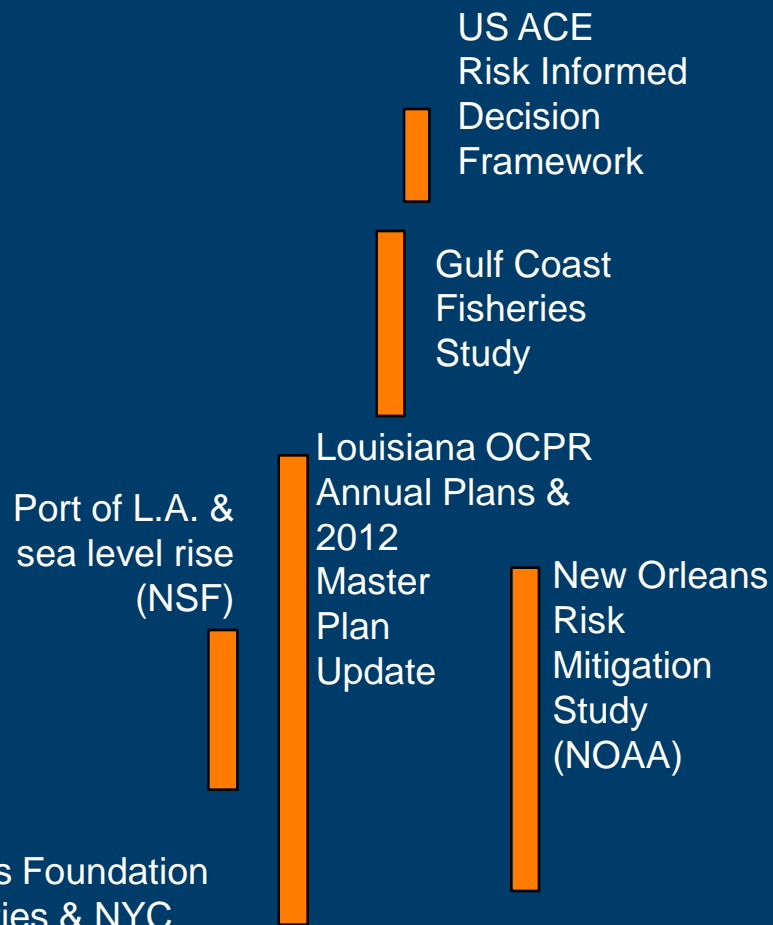 US ACE
Risk Informed
Decision
Framework
Gulf Coast
Fisheries
Study
Louisiana OCPR
Annual Plans &
2012
Master
Plan
Update
Port of L.A. &
sea level rise
(NSF)
New Orleans
Risk
Mitigation
Study
(NOAA)
Foundation
& NYC